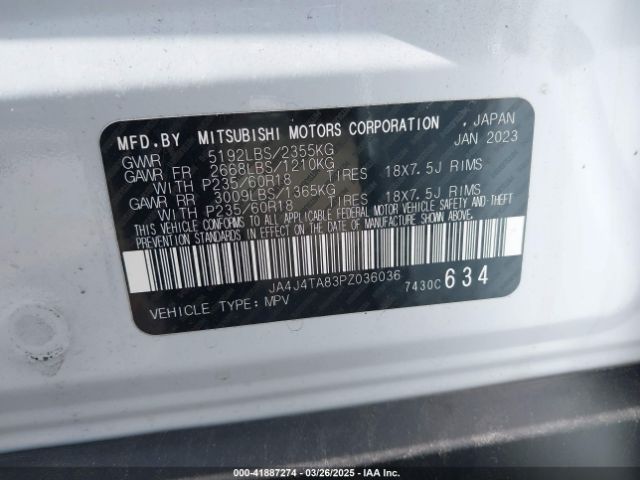 MFD.BY MITSUBISHI MOTORS CORPORATION , JAPAN
GVWR 5192LBS/2355KG JAN 2023
GAWR FR 2668LBS/1210KG
WITH P235/60R18 TIRES 18X7.5J RIMS
GAWR RR 3009LBS/1365KG
WITH P235/60R18 TIRES 18X7.5J RIMS
THIS VEHICLE CONFORMS TO ALL APPLICABLE FEDERAL MOTOR VEHICLE SAFETY AND THEFT
PREVENTION STANDARDS IN EFFECT ON THE DATE OF MANUFACTURE SHOWN ABOVE.
JA4J4TA83PZ036036 7430C 634
VEHICLE TYPE: MPV
000-41887274 - 03/26/2025 - IAA Inc.